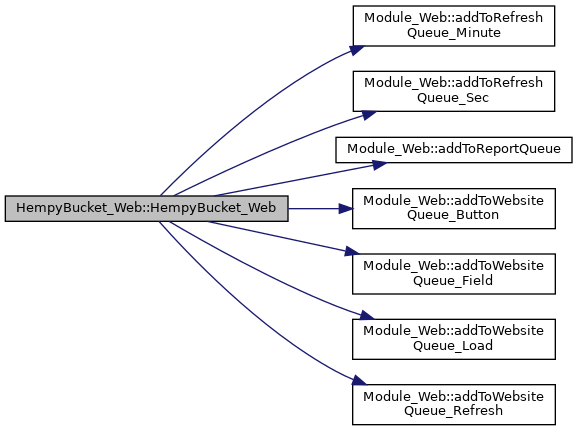 Module_Web::addToRefresh
Queue_Minute
Module_Web::addToRefresh
Queue_Sec
Module_Web::addToReportQueue
HempyBucket_Web::HempyBucket_Web
Module_Web::addToWebsite
Queue_Button
Module_Web::addToWebsite
Queue_Field
Module_Web::addToWebsite
Queue_Load
Module_Web::addToWebsite
Queue_Refresh